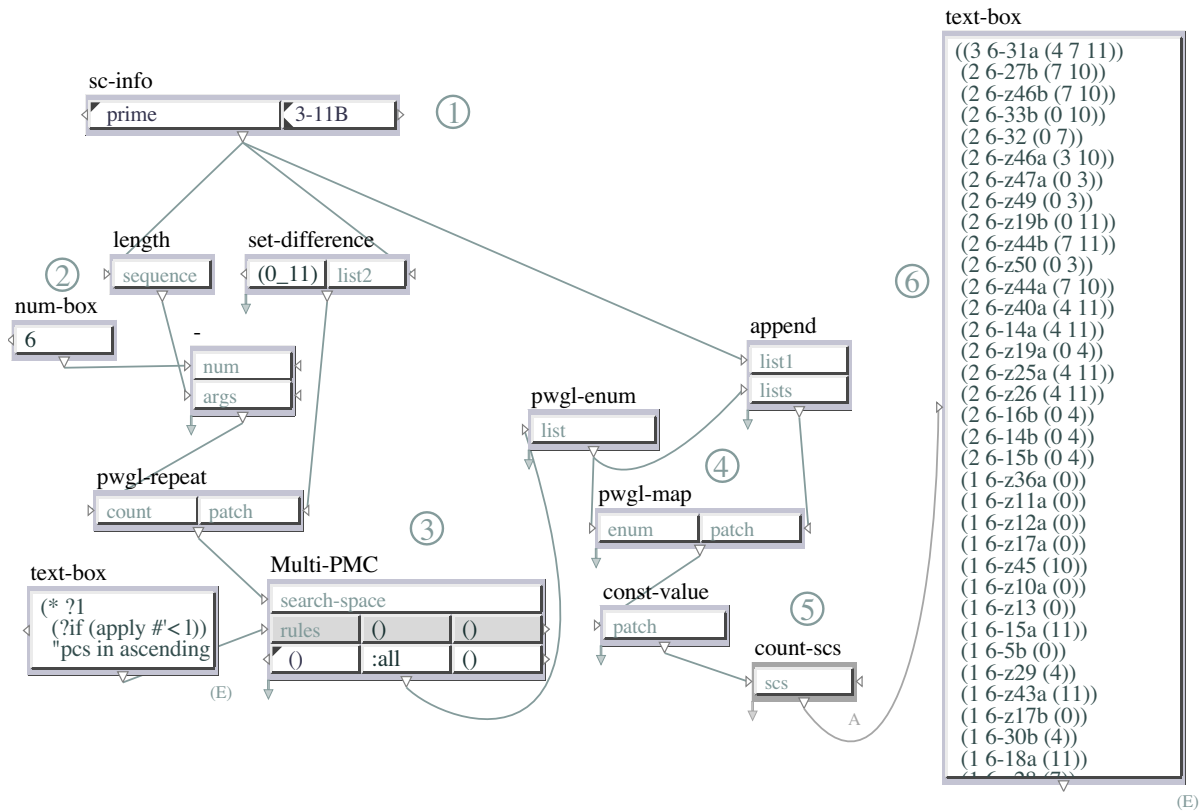 sc-info
prime
3-11B
①
length
sequence
set-difference
(0_11)
list2
②
num-box
6
-
num
args
pwgl-repeat
count
patch
③
text-box
(* ?1
(?if (apply #'< l))
"pcs in ascending
(E)
Multi-PMC
search-space
rules
()
()
()
:all
()
pwgl-enum
list
append
list1
lists
④
pwgl-map
enum
patch
const-value
patch
⑤
count-scs
scs
A
⑥
text-box
((3 6-31a (4 7 11))
(2 6-27b (7 10))
(2 6-z46b (7 10))
(2 6-33b (0 10))
(2 6-32 (0 7))
(2 6-z46a (3 10))
(2 6-z47a (0 3))
(2 6-z49 (0 3))
(2 6-z19b (0 11))
(2 6-z44b (7 11))
(2 6-z50 (0 3))
(2 6-z44a (7 10))
(2 6-z40a (4 11))
(2 6-14a (4 11))
(2 6-z19a (0 4))
(2 6-z25a (4 11))
(2 6-z26 (4 11))
(2 6-16b (0 4))
(2 6-14b (0 4))
(2 6-15b (0 4))
(1 6-z36a (0))
(1 6-z11a (0))
(1 6-z12a (0))
(1 6-z17a (0))
(1 6-z45 (10))
(1 6-z10a (0))
(1 6-z13 (0))
(1 6-15a (11))
(1 6-5b (0))
(1 6-z29 (4))
(1 6-z43a (11))
(1 6-z17b (0))
(1 6-30b (4))
(1 6-18a (11))
(E)